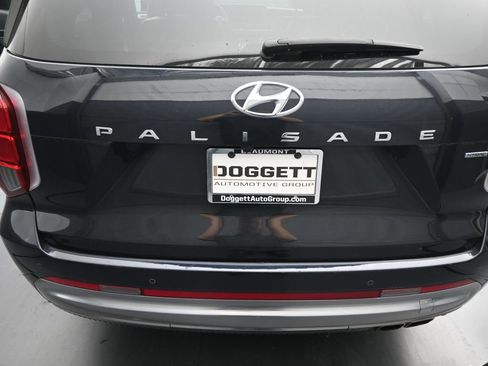 PALISADE
BEAUMONT
DOGGETT
AUTOMOTIVE GROUP
DoggettAutoGroup.com